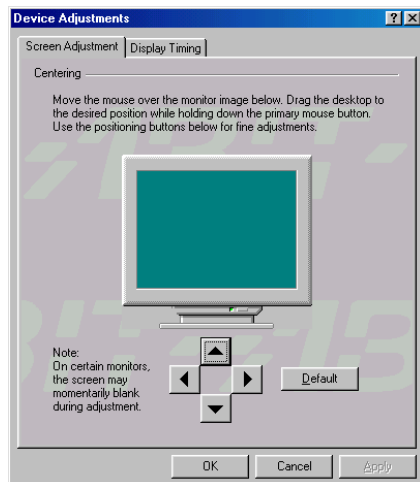 Device Adjustments
Screen Adjustment Display Timing
Centering
Move the mouse over the monitor image below. Drag the desktop to
the desired position while holding down the primary mouse button.
Use the positioning buttons below for fine adjustments.
Note:
On certain monitors,
the screen may
momentarily blank
during adjustment.
Default
OK Cancel Apply